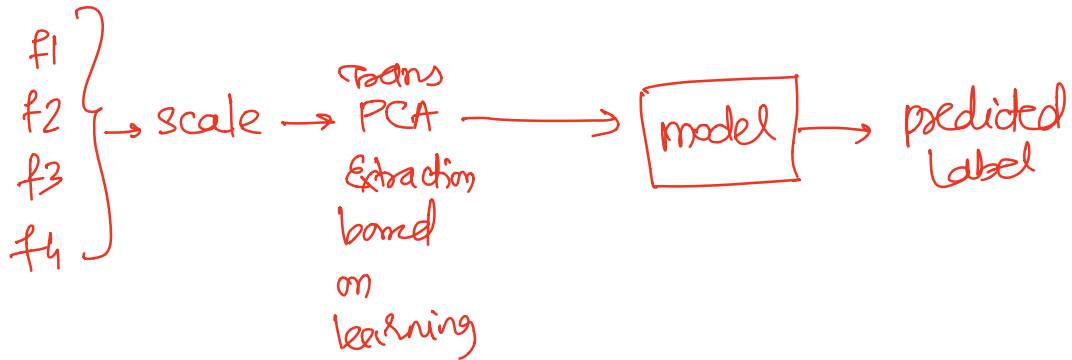 f1
f2
f3
f4
scale
Trans
PCA
Extraction
based
on
learning
model
predicted
Label